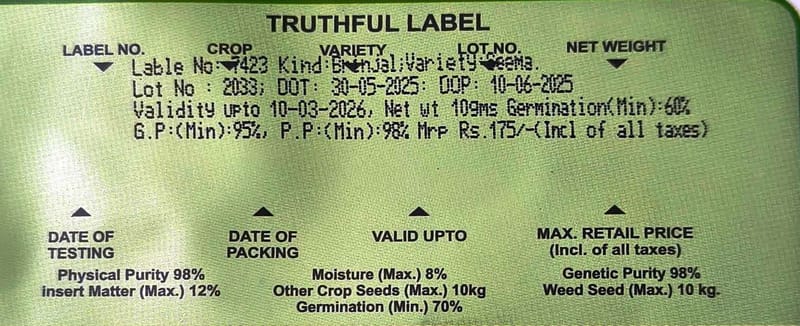 TRUTHFUL LABEL
LABEL NO. CROP VARIETY LOT NO. NET WEIGHT
Lable No: 7423 Kind:Brinjal;Variety:Seema.
Lot No : 2033; DOT: 30-05-2025: DOP: 10-06-2025
Validity upto 10-03-2026, Net wt 10gms Germination(Min):60%
G.P:(Min):95%, P.P:(Min):98% Mrp Rs.175/-(Incl of all taxes)
DATE OF TESTING DATE OF PACKING VALID UPTO MAX. RETAIL PRICE (Incl. of all taxes)
Physical Purity 98% Moisture (Max.) 8% Genetic Purity 98%
insert Matter (Max.) 12% Other Crop Seeds (Max.) 10kg Weed Seed (Max.) 10 kg.
Germination (Min.) 70%